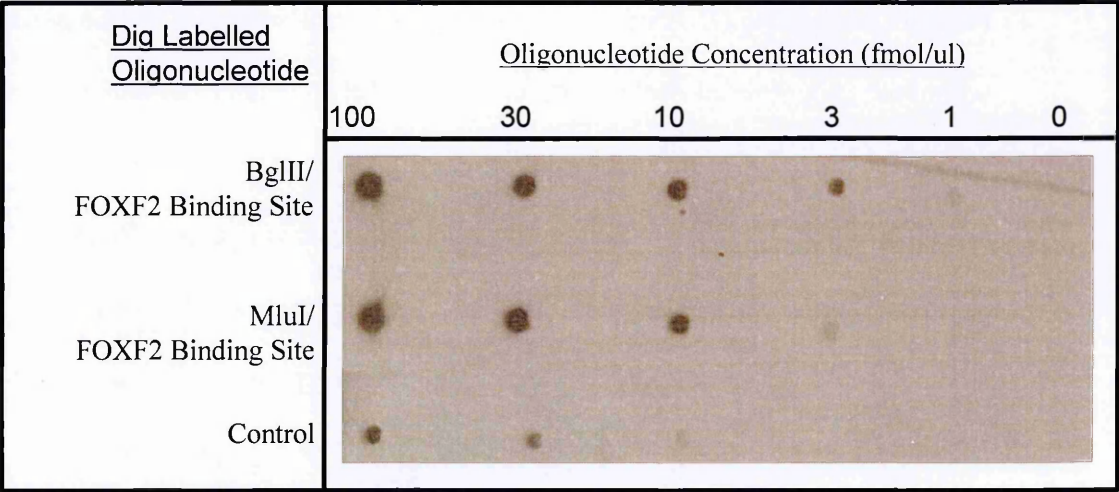 Dig Labelled
Oligonucleotide
Oligonucleotide Concentration (fmol/ul)
100 30 10 3 1 0
BglII/
FOXF2 Binding Site
MluI/
FOXF2 Binding Site
Control